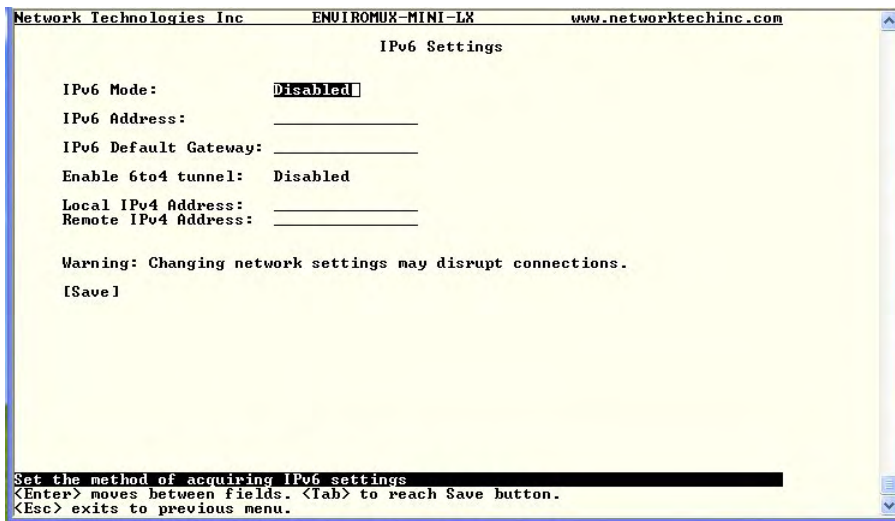 Network Technologies Inc ENVIROMUX-MINI-LX www.networktechinc.com
IPv6 Settings
IPv6 Mode: Disabled
IPv6 Address:
IPv6 Default Gateway:
Enable 6to4 tunnel: Disabled
Local IPv4 Address:
Remote IPv4 Address:
Warning: Changing network settings may disrupt connections.
[Save]
Set the method of acquiring IPv6 settings
<Enter> moves between fields. <Tab> to reach Save button.
<Esc> exits to previous menu.